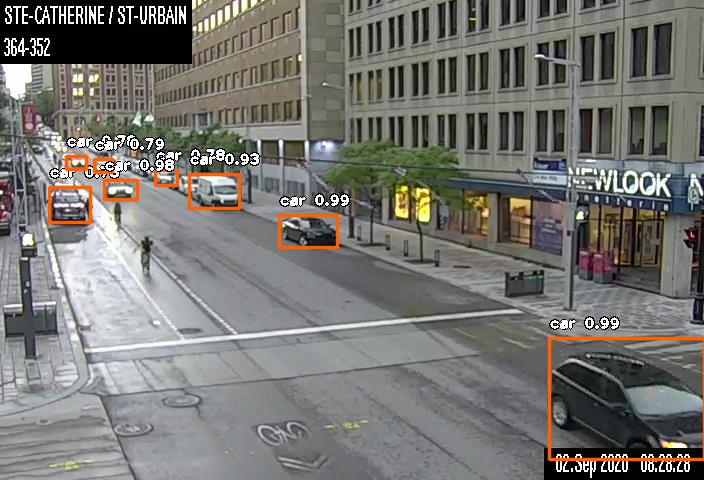 STE-CATHERINE / ST-URBAIN
364-352
car 0.79
car 0.98
car 0.93
car 0.99
NEWLOOK
car 0.99
02.Sep 2020 08:28:28